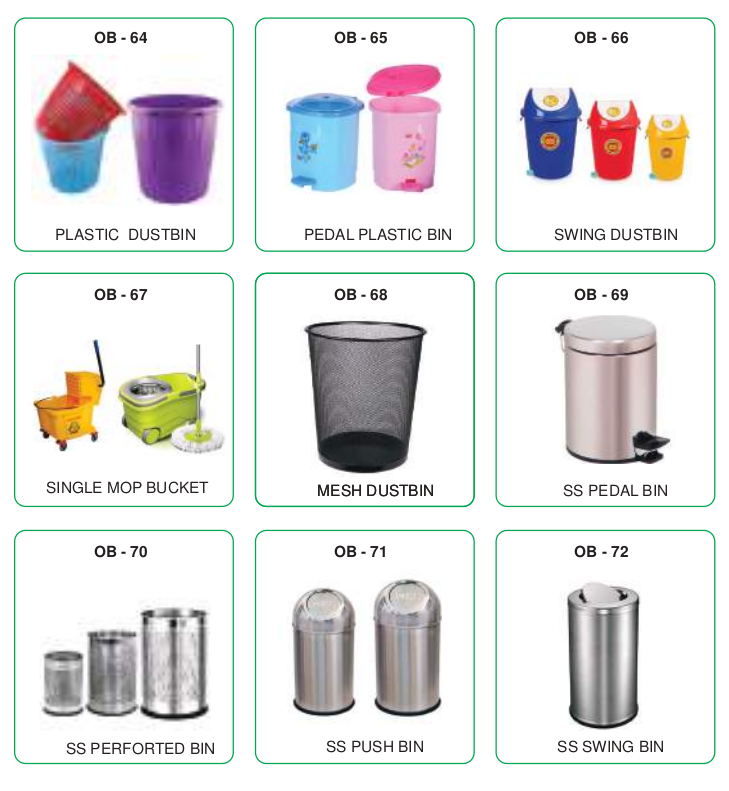 OB - 64
PLASTIC DUSTBIN
OB - 65
PEDAL PLASTIC BIN
OB - 66
SWING DUSTBIN
OB - 67
SINGLE MOP BUCKET
OB - 68
MESH DUSTBIN
OB - 69
SS PEDAL BIN
OB - 70
SS PERFORTED BIN
OB - 71
SS PUSH BIN
OB - 72
SS SWING BIN